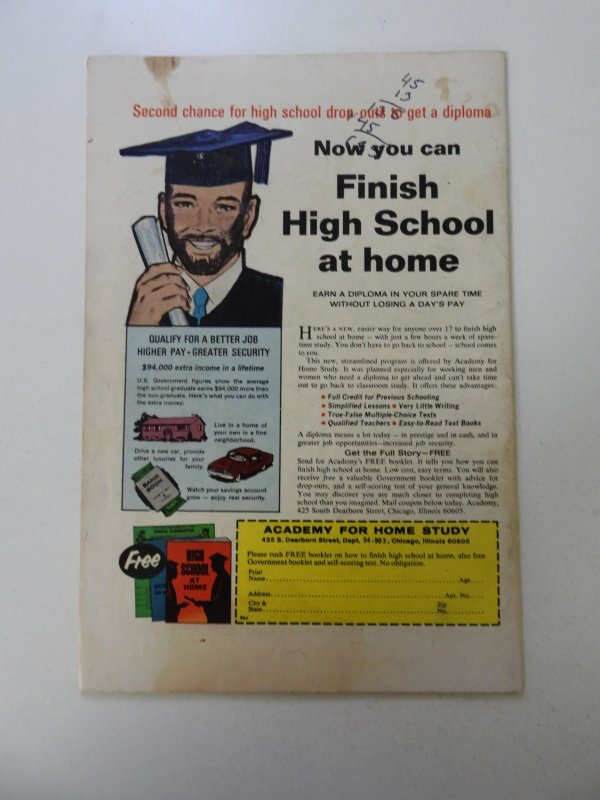 45
13
Second chance for high school drop-outs to get a diploma
45
Now you can
Finish
High School
at home
EARN A DIPLOMA IN YOUR SPARE TIME
WITHOUT LOSING A DAY'S PAY
QUALIFY FOR A BETTER JOB
HIGHER PAY • GREATER SECURITY
$94,000 extra income in a lifetime
U.S. Government figures show the average
high school graduate earns $94,000 more than
the non-graduate. Here's what you can do with
the extra money:
Live in a home of
your own in a fine
neighborhood.
Drive a new car, provide
other luxuries for your
family.
BANK
BOOK
Watch your savings account
grow — enjoy real security.
HERE'S A NEW, easier way for anyone over 17 to finish high
school at home — with just a few hours a week of spare-
time study. You don't have to go back to school — school comes
to you.
This new, streamlined program is offered by Academy for
Home Study. It was planned especially for working men and
women who need a diploma to get ahead and can't take time
out to go back to classroom study. It offers these advantages:
• Full Credit for Previous Schooling
• Simplified Lessons • Very Little Writing
• True-False Multiple-Choice Tests
• Qualified Teachers • Easy-to-Read Text Books
A diploma means a lot today — in prestige and in cash, and in
greater job opportunities—increased job security.
Get the Full Story—FREE
Send for Academy's FREE booklet. It tells how you can
finish high school at home. Low cost, easy terms. You will also
receive free a valuable Government booklet with advice for
drop-outs, and a self-scoring test of your general knowledge.
You may discover you are much closer to completing high
school than you imagined. Mail coupon below today. Academy,
425 South Dearborn Street, Chicago, Illinois 60605.
Free
HIGH
SCHOOL
AT
HOME
ACADEMY FOR HOME STUDY
425 S. Dearborn Street, Dept. Chicago, Illinois 60605
Please rush FREE booklet on how to finish high school at home, also free
Government booklet and self-scoring test. No obligation.
Print
Name Age
Address Apt. No.
City & Zip
State No.